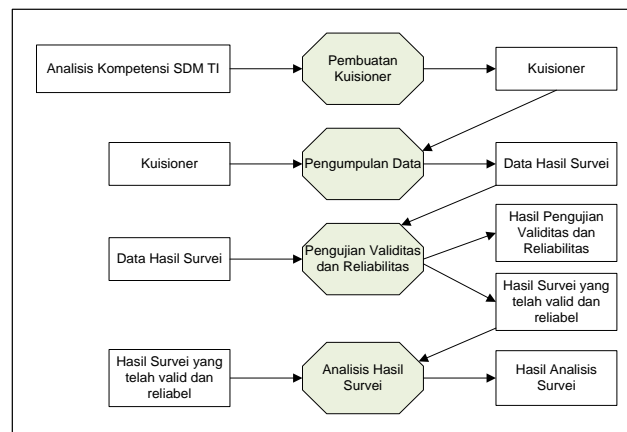 Analisis Kompetensi SDM TI
Pembuatan
Kuisioner
Kuisioner
Kuisioner
Pengumpulan Data
Data Hasil Survei
Data Hasil Survei
Pengujian Validitas
dan Reliabilitas
Hasil Pengujian
Validitas dan
Reliabilitas
Hasil Survei yang
telah valid dan
reliabel
Hasil Survei yang
telah valid dan
reliabel
Analisis Hasil
Survei
Hasil Analisis
Survei